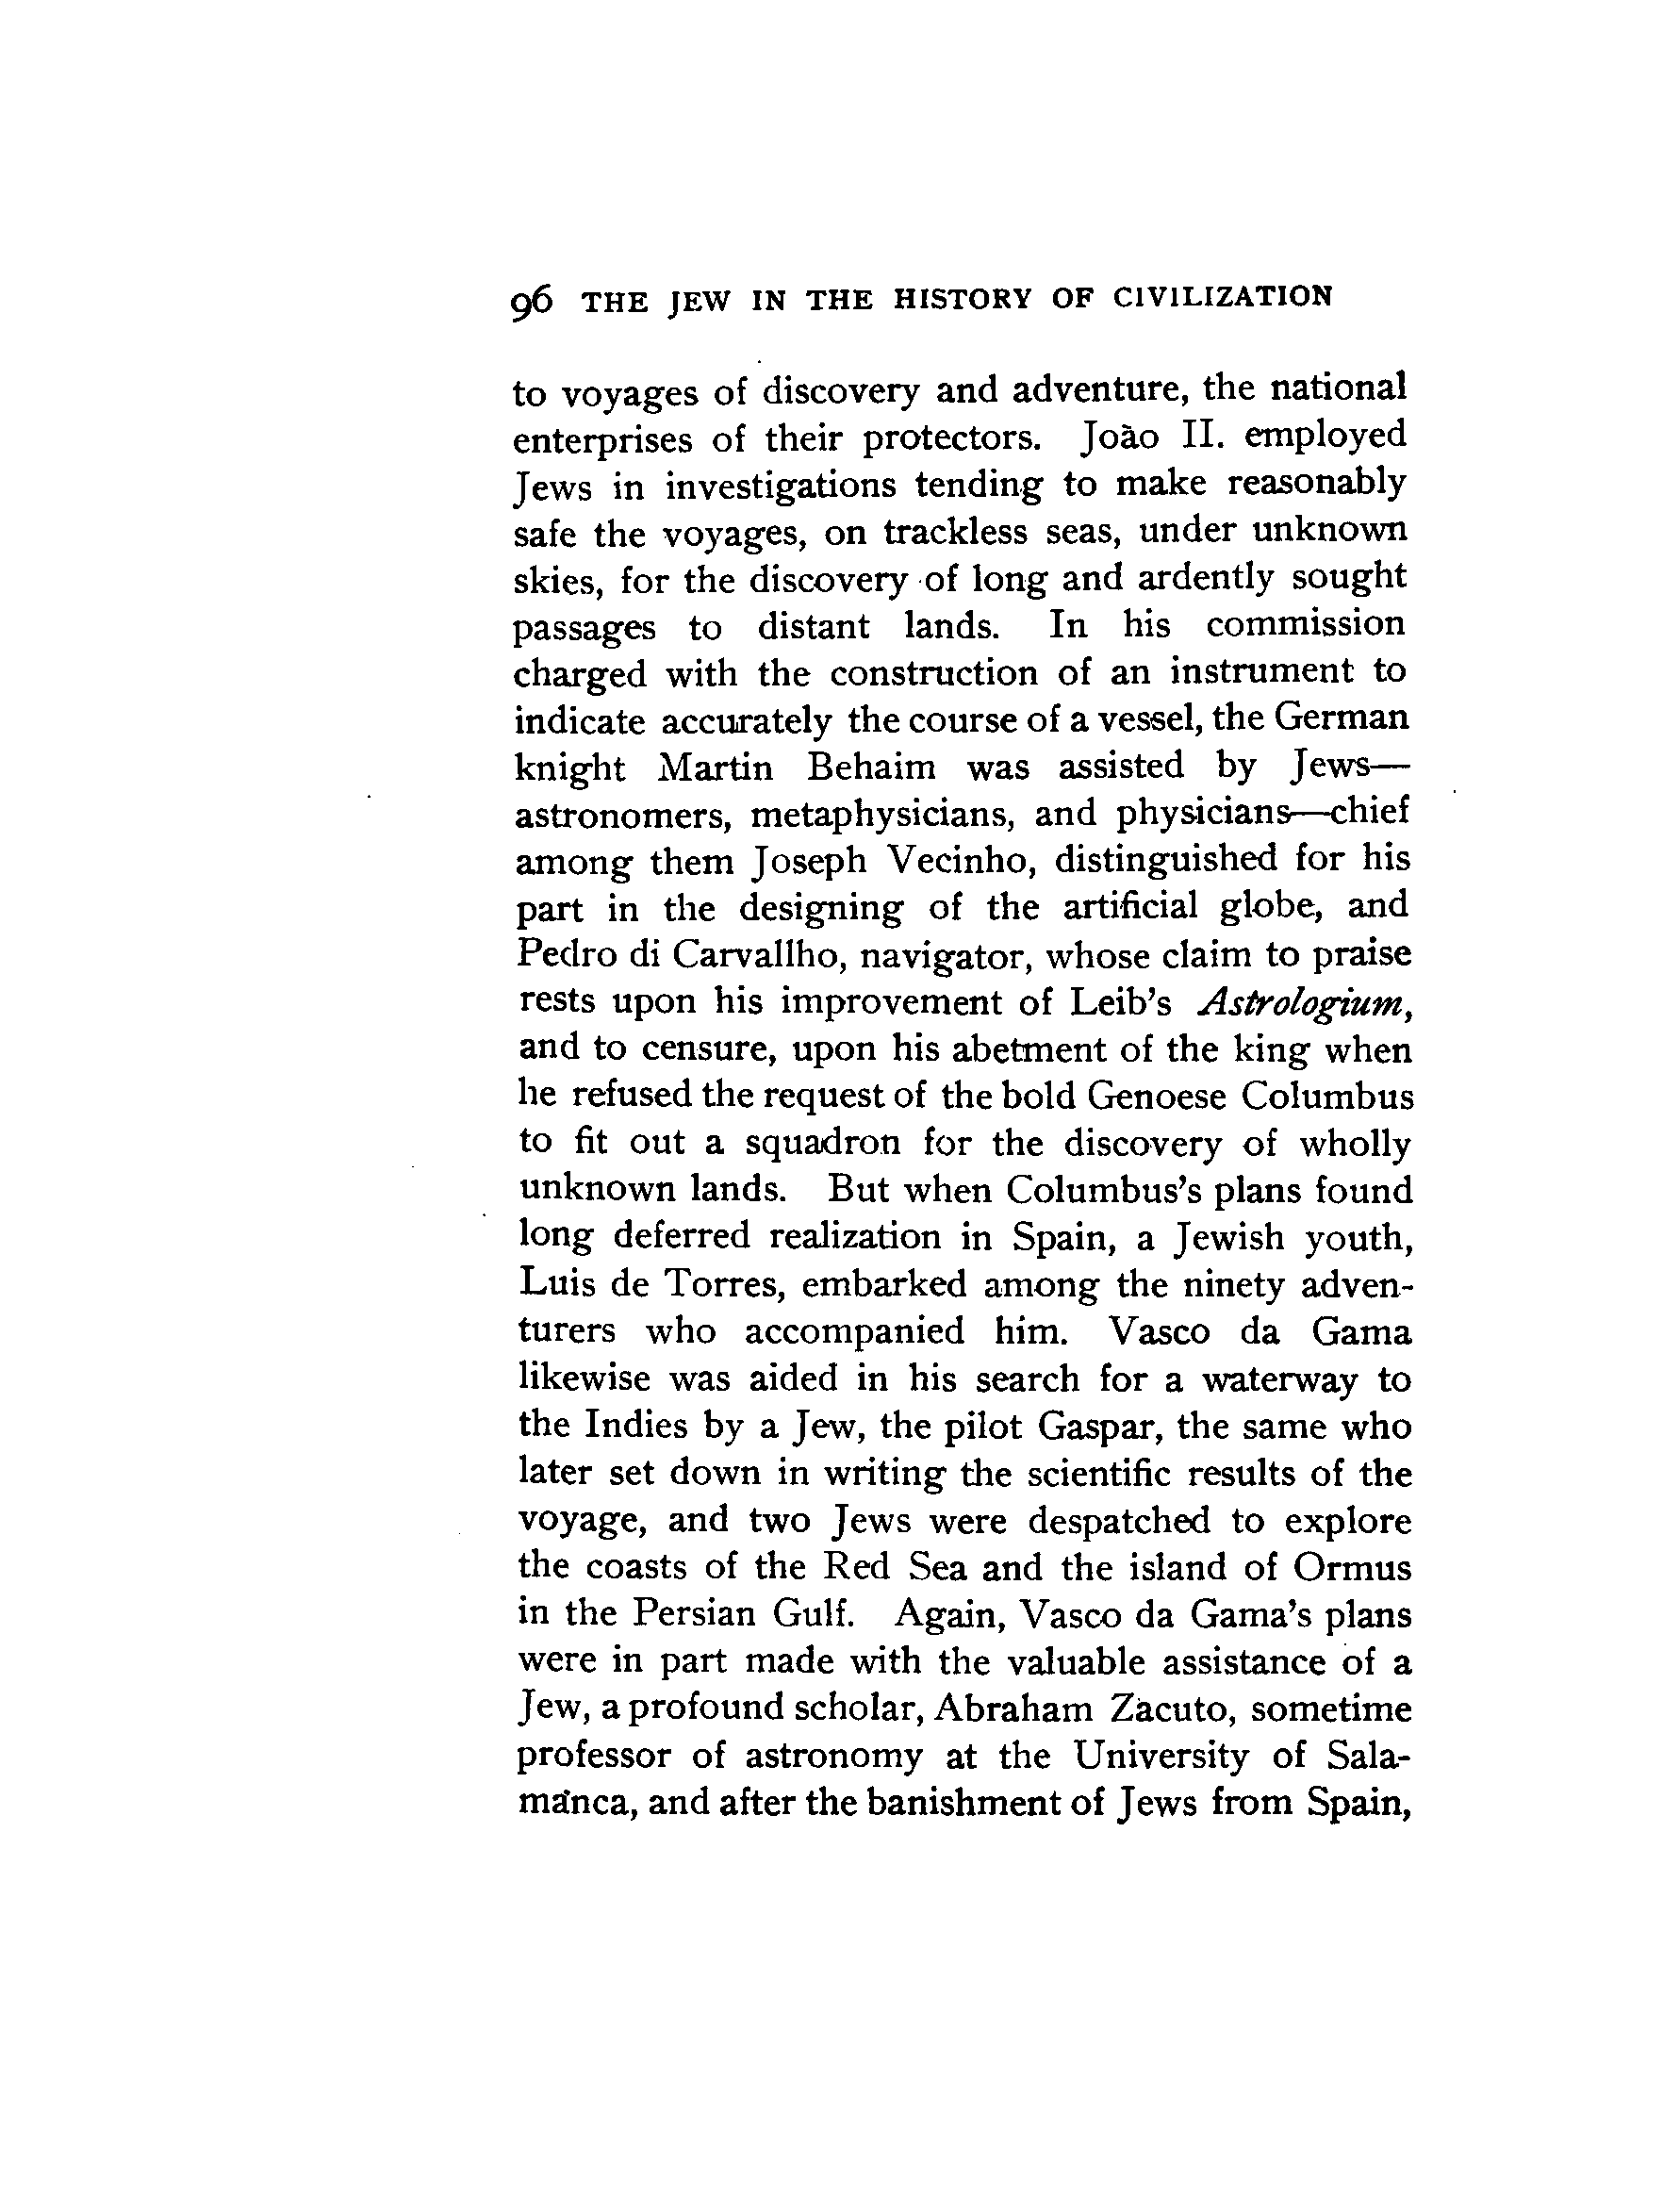 96 THE JEW IN THE HISTORY OF CIVILIZATION
to voyages of discovery and adventure, the national
enterprises of their protectors. João II. employed
Jews in investigations tending to make reasonably
safe the voyages, on trackless seas, under unknown
skies, for the discovery of long and ardently sought
passages to distant lands. In his commission
charged with the construction of an instrument to
indicate accurately the course of a vessel, the German
knight Martin Behaim was assisted by Jews—
astronomers, metaphysicians, and physicians—chief
among them Joseph Vecinho, distinguished for his
part in the designing of the artificial globe, and
Pedro di Carvallho, navigator, whose claim to praise
rests upon his improvement of Leib's Astrologium,
and to censure, upon his abetment of the king when
he refused the request of the bold Genoese Columbus
to fit out a squadron for the discovery of wholly
unknown lands. But when Columbus's plans found
long deferred realization in Spain, a Jewish youth,
Luis de Torres, embarked among the ninety adven-
turers who accompanied him. Vasco da Gama
likewise was aided in his search for a waterway to
the Indies by a Jew, the pilot Gaspar, the same who
later set down in writing the scientific results of the
voyage, and two Jews were despatched to explore
the coasts of the Red Sea and the island of Ormus
in the Persian Gulf. Again, Vasco da Gama's plans
were in part made with the valuable assistance of a
Jew, a profound scholar, Abraham Zacuto, sometime
professor of astronomy at the University of Sala-
manca, and after the banishment of Jews from Spain,